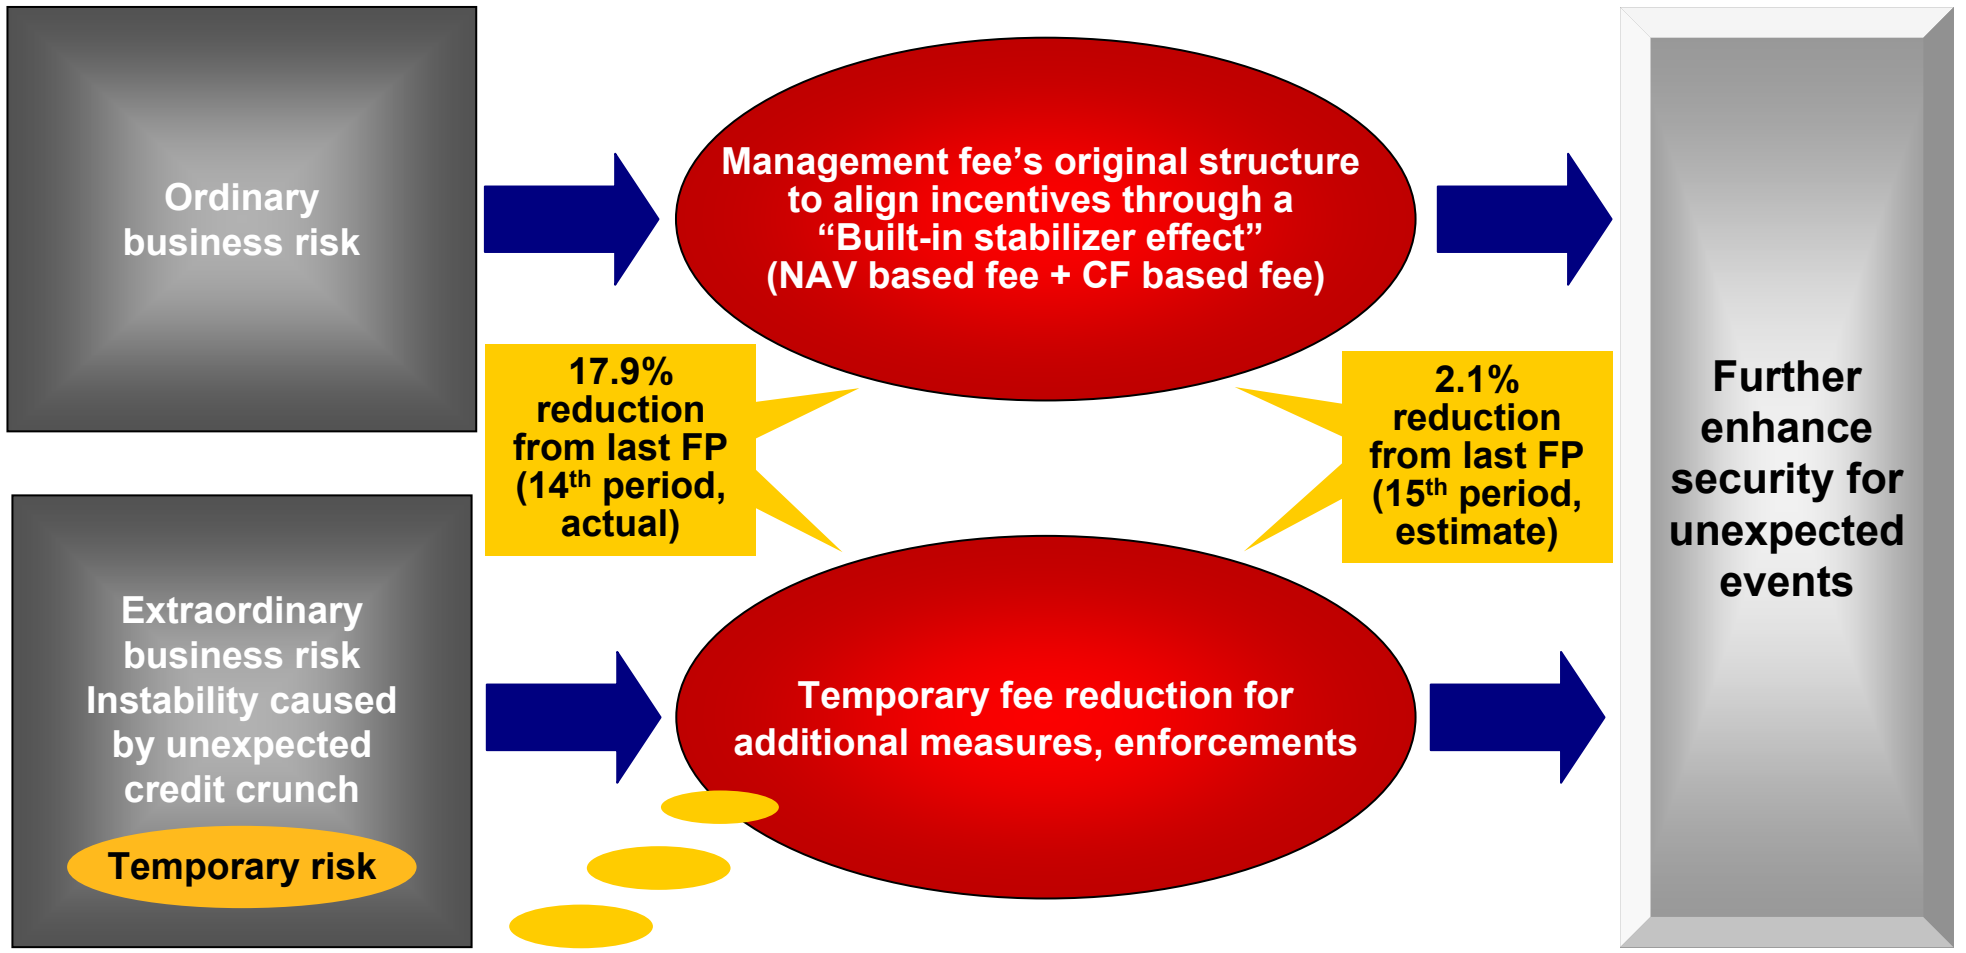 Ordinary
business risk
Management fee’s original structure
to align incentives through a
“Built-in stabilizer effect”
(NAV based fee + CF based fee)
17.9%
reduction
from last FP
(14th period,
actual)
2.1%
reduction
from last FP
(15th period,
estimate)
Extraordinary
business risk
Instability caused
by unexpected
credit crunch
Temporary risk
Temporary fee reduction for
additional measures, enforcements
Further
enhance
security for
unexpected
events